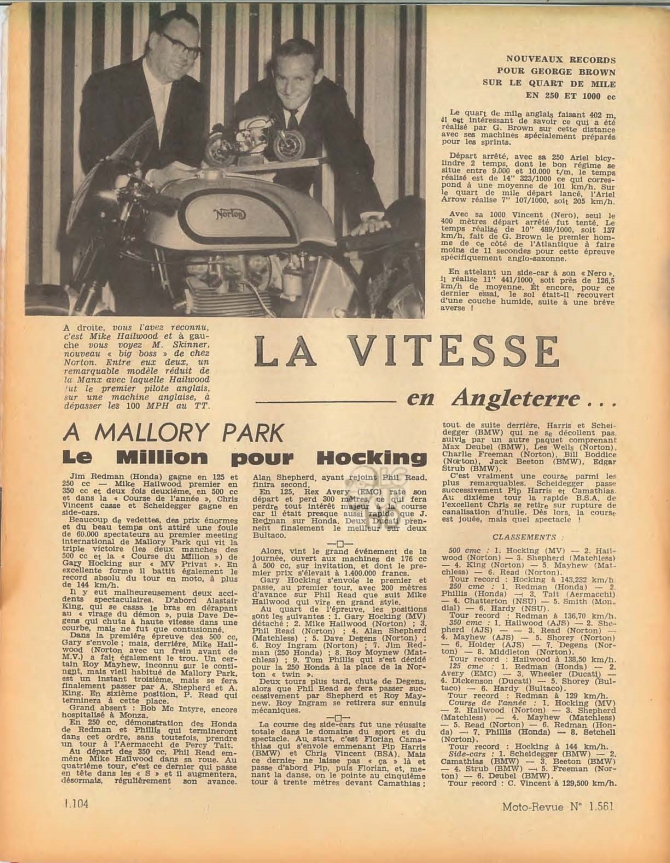 Norton
A droite, vous l'avez reconnu,
c'est Mike Hailwood et à gau-
che vous voyez M. Skinner,
nouveau « big boss » de chez
Norton. Entre eux deux, un
remarquable modèle réduit de
la Manx avec laquelle Hailwood
fut le premier pilote anglais,
sur une machine anglaise, à
dépasser les 100 MPH au TT.
NOUVEAUX RECORDS
POUR GEORGE BROWN
SUR LE QUART DE MILE
EN 250 ET 1000 cc
Le quart de mile anglais faisant 402 m,
il est intéressant de savoir ce qui a été
réalisé par G. Brown sur cette distance
avec ses machines spécialement préparés
pour les sprints.
Départ arrêté, avec sa 250 Ariel bicy-
lindre 2 temps, dont le bon régime se
situe entre 9.000 et 10.000 t/m, le temps
réalisé est de 14" 323/1000 ce qui corres-
pond à une moyenne de 101 km/h. Sur
le quart de mile départ lancé, l'Ariel
Arrow réalise 7" 107/1000, soit 205 km/h.
Avec sa 1000 Vincent (Nero), seul le
400 mètres départ arrêté fut tenté. Le
temps réalisé de 10" 489/1000, soit 137
km/h, fait de G. Brown le premier hom-
me de ce côté de l'Atlantique à faire
moins de 11 secondes pour cette épreuve
spécifiquement anglo-saxonne.
En attelant un side-car à son « Nero »,
il réalise 11" 441/1000, soit près de 126,5
km/h de moyenne. Et encore, pour ce
dernier essai, le sol était-il recouvert
d'une couche humide, suite à une brève
averse !
LA VITESSE
en Angleterre ...
A MALLORY PARK
Le Million pour Hocking
Jim Redman (Honda) gagne en 125 et
250 cc — Mike Hailwood premier en
350 cc et deux fois deuxième, en 500 cc
et dans la « Course de l'année », Chris
Vincent casse et Scheidegger gagne en
side-cars.
Beaucoup de vedettes, des prix énormes
et du beau temps ont attiré une foule
de 60.000 spectateurs au premier meeting
international de Mallory Park qui vit la
triple victoire (les deux manches des
500 cc et la « Course du Million ») de
Gary Hocking sur « MV Privat ». En
excellente forme il battit également le
record absolu du tour en moto, à plus
de 144 km/h.
Il y eut malheureusement deux acci-
dents spectaculaires. D'abord Alastair
King, qui se cassa le bras en dérapant
au « virage du démon », puis Dave De-
gens qui chuta à haute vitesse dans une
courbe, mais ne fut que contusionné.
Dans la première épreuve des 500 cc,
Gary s'envole ; mais, derrière, Mike Hail-
wood (Norton avec un frein avant de
M.V.) a fait également le trou. Un cer-
tain Roy Mayhew, inconnu sur le conti-
nent, mais vieil habitué de Mallory Park,
est un instant troisième, mais se fera
finalement passer par A. Shepherd et A.
King. En sixième position, P. Read qui
terminera à cette place.
Grand absent : Bob Mc Intyre, encore
hospitalisé à Monza.
En 250 cc, démonstration des Honda
de Redman et Phillis qui termineront
dans cet ordre, sans toutefois, prendre
un tour à l'Aermacchi de Percy Tait.
Au départ des 350 cc, Phil Read em-
mène Mike Hailwood dans sa roue. Au
quatrième tour, c'est ce dernier qui passe
en tête dans les « S » et il augmentera,
désormais, régulièrement son avance.
Alan Shepherd, ayant rejoint Phil Read,
finira second.
En 125, Rex Avery (EMC) rate son
départ et perd 300 mètres ce qui fera
perdre tout intérêt à la course
car il était presque aussi rapide que J.
Redman sur Honda. Deux pren-
nent finalement le meilleur sur deux
Bultaco.
Alors, vint le grand événement de la
journée, ouvert aux machines de 176 cc
à 500 cc, sur invitation, et dont le pre-
mier prix s'élevait à 1.400.000 francs.
Gary Hocking s'envole le premier et
passe, au premier tour, avec 200 mètres
d'avance sur Phil Read que suit Mike
Hailwood qui vire en grand style.
Au quart de l'épreuve, les positions
sont les suivantes : 1. Gary Hocking (MV)
détaché ; 2. Mike Hailwood (Norton) ; 3.
Phil Read (Norton) ; 4. Alan Shepherd
(Matchless) ; 5. Dave Degens (Norton) ;
6. Roy Ingram (Norton) ; 7. Jim Red-
man (250 Honda) ; 8. Roy Moynew (Mat-
chless) ; 9. Tom Phillis qui s'est décidé
pour la 250 Honda à la place de la Nor-
ton « twin ».
Deux tours plus tard, chute de Degens,
alors que Phil Read se fera passer suc-
cessivement par Shepherd et Roy May-
new. Roy Ingram se retirera sur ennuis
mécaniques.
La course des side-cars fut une réussite
totale dans le domaine du sport et du
spectacle. Au, start, c'est Florian, Cama-
thias qui s'envole emmenant Pip Harris
(BMW) e Chris Vincent (BSA). Mais
ce dernier ne laisse pas « ça » là et
passe d'abord Pip, puis Florian, et, me-
nant la danse, on le pointe au cinquième
tour à trente mètres devant Camathias ;
tout de suite derrière, Harris et Schei-
degger (BMW) qui ne se décollent pas,
suivis par un autre paquet comprenant
Max Deubel (BMW), Les Wells (Norton),
Charlie Freeman (Norton), Bill Boddice
(Norton), Jack Beeton (BMW), Edgar
Strub (BMW).
C'est vraiment une course parmi les
plus remarquables. Scheidegger passe
successivement Pip Harris et Camathias.
Au dixième tour la rapide B.S.A. de
l'excellent Chris se retire sur rupture de
canalisation d'huile. Dès lors, la course
est jouée, mais quel spectacle !
CLASSEMENTS :
500 cmc : 1. Hocking (MV) — 2. Hail-
wood (Norton) — 3. Shepherd (Matchless)
— 4. King (Norton) — 5. Mayhew (Mat-
chless) — 6. Read (Norton).
Tour record : Hocking à 143,232 km/h.
250 cmc : 1. Redman (Honda) — 2.
Phillis (Honda) — 3. Tait (Aermacchi)
— 4. Chatterton (NSU) — 5. Smith (Mon-
dial) — 6. Hardy (NSU).
Tour record : Redman à 136,70 km/h.
350 cmc : 1. Hailwood (AJS) — 2. She-
pherd (AJS) — — 3. Read (Norton) —
4. Mayhew (AJS) — 5. Shorey (Norton)
— 6. Holder (AJS) — 7. Degens (Nor-
ton) — 8. Middleton (Norton).
Tour record : Hailwood à 138,50 km/h.
125 cmc : 1. Redman (Honda) — 2.
Avery (EMC) — 3. Wheeler (Ducati) —
4. Dickenson (Ducati) — 5. Shorey (Bul-
taco) — 6. Hardy (Bultaco).
Tour record : Redman à 129 km/h.
Course de l'année : 1. Hocking (MV)
— 2. Hailwood (Norton) — 3. Shepherd
(Matchless) — 4. Mayhew (Matchless)
— 5. Read (Norton) — 6. Redman (Hon-
da) — 7. Phillis (Honda) — 8. Setchell
(Norton).
Tour record : Hocking à 144 km/h.
Side-cars : 1. Scheidegger (BMW) — 2.
Camathias (BMW) — 3. Beeton (BMW)
— 4. Strub (BMW) — 5. Freeman (Nor-
ton) — 6. Deubel (BMW).
Tour record : C. Vincent à 129,500 km/h.
1.104
Moto-Revue N° 1.561